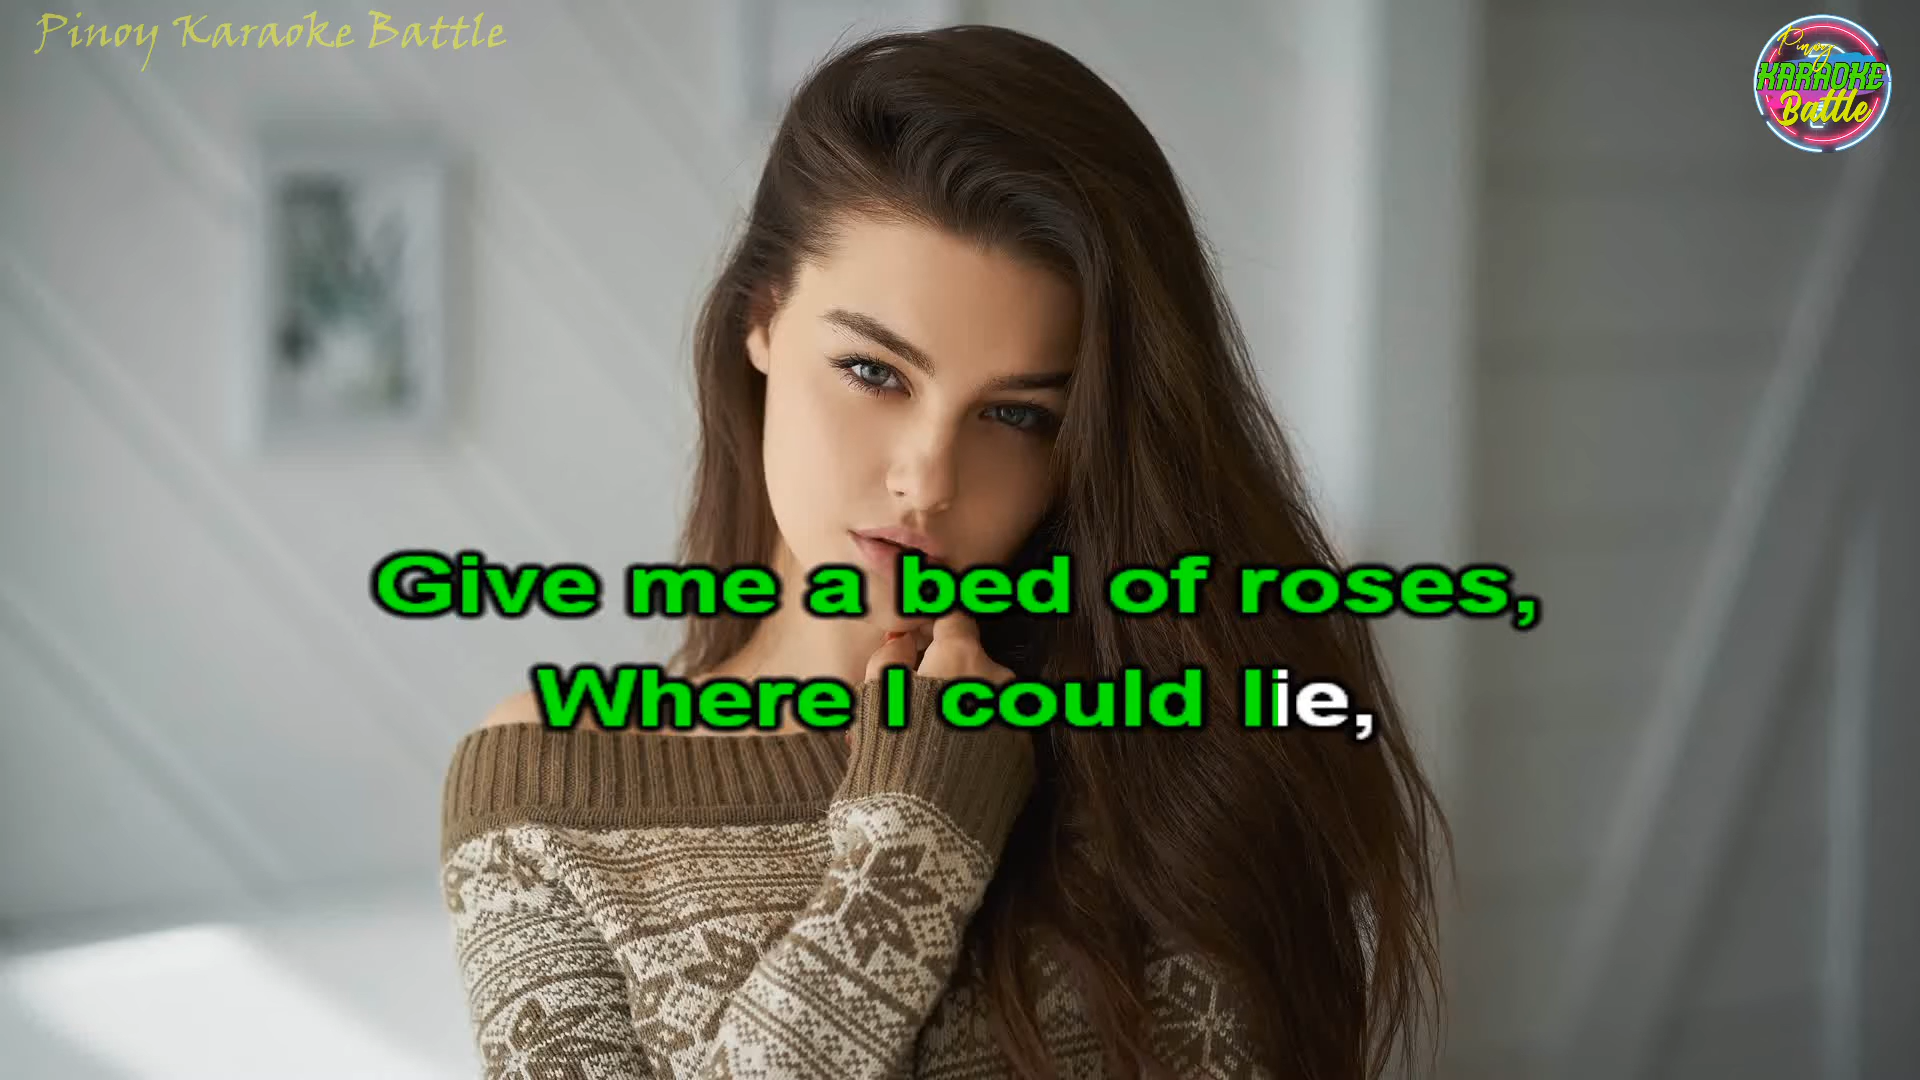 Pinoy Karaoke Battle
Pinoy
KARAOKE
Battle
Give me a bed of roses,
Where I could lie,